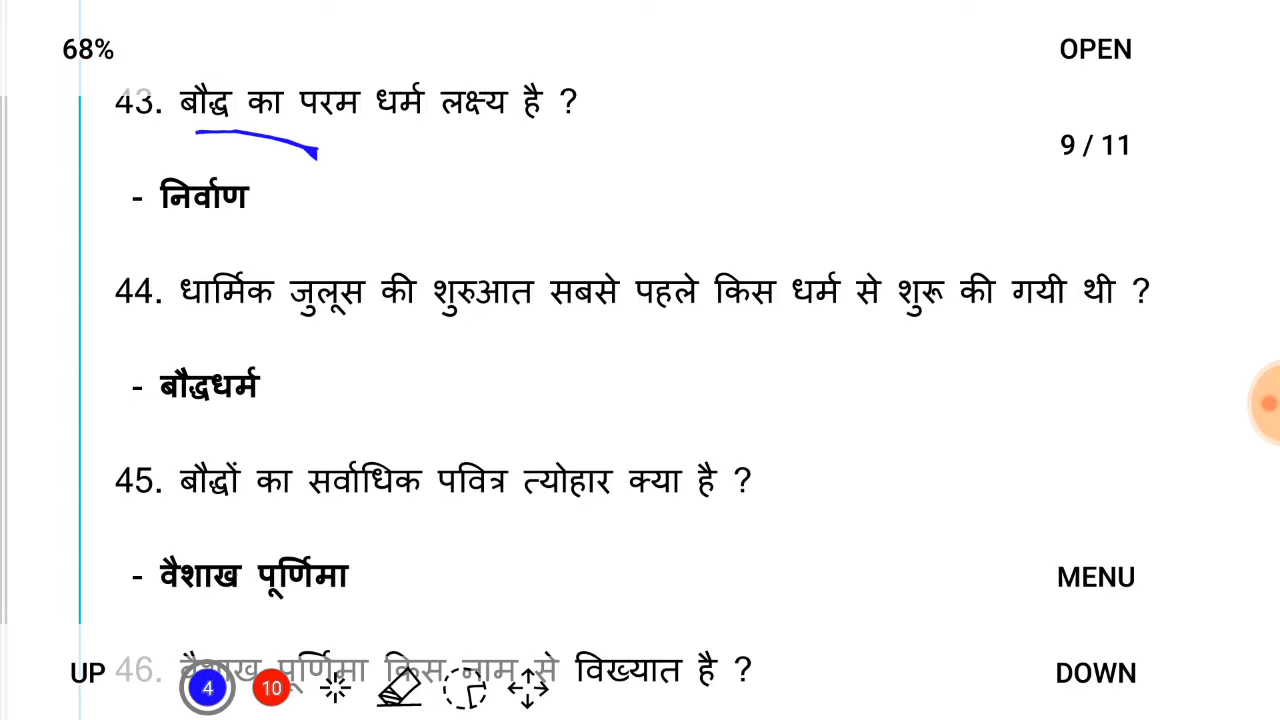 68%
OPEN
43. बौद्ध का परम धर्म लक्ष्य है ?
9 / 11
- निर्वाण
44. धार्मिक जुलूस की शुरुआत सबसे पहले किस धर्म से शुरू की गयी थी ?
- बौद्धधर्म
45. बौद्धों का सर्वाधिक पवित्र त्योहार क्या है ?
- वैशाख पूर्णिमा
MENU
UP
46. वैशाख पूर्णिमा किस नाम से विख्यात है ?
DOWN
4
10